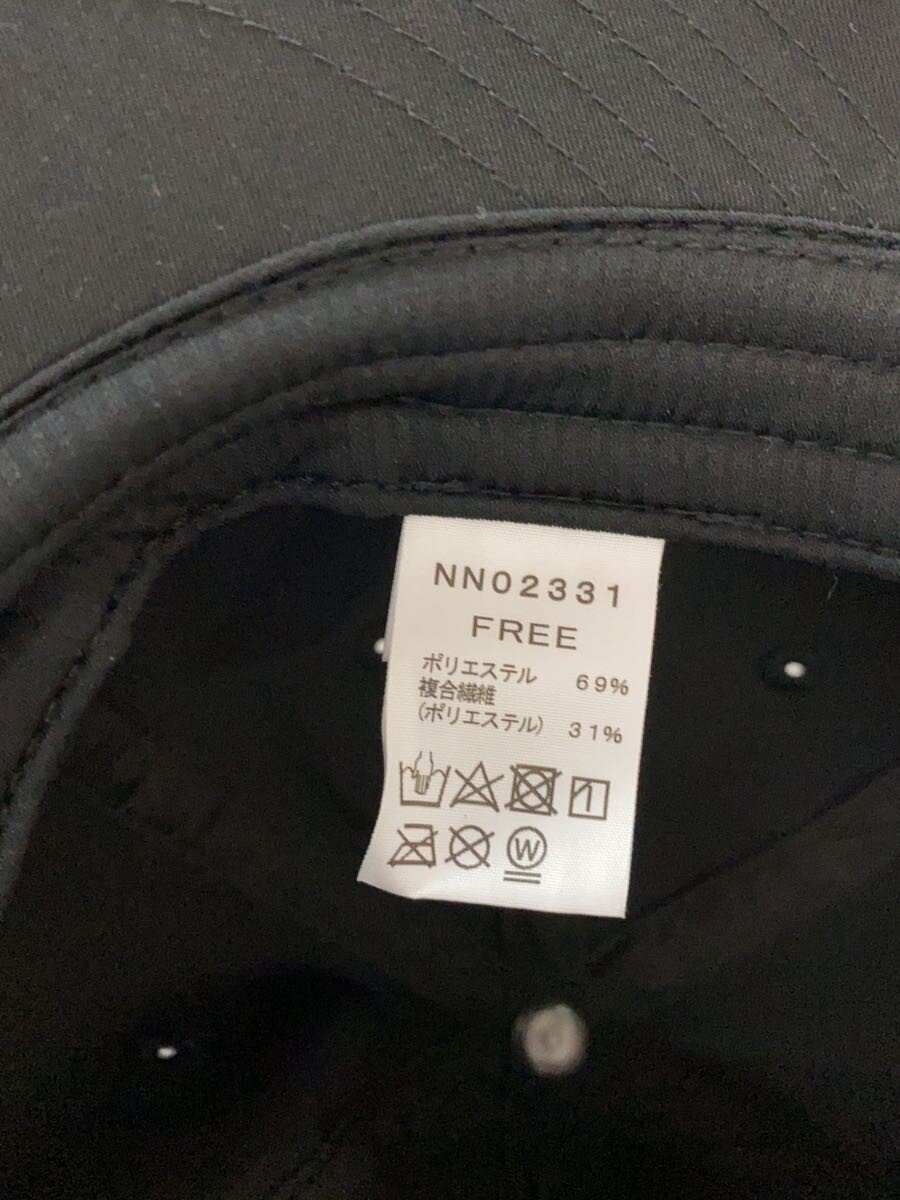 NN02331
FREE
ポリエステル 69%
複合繊維
(ポリエステル) 31%
W